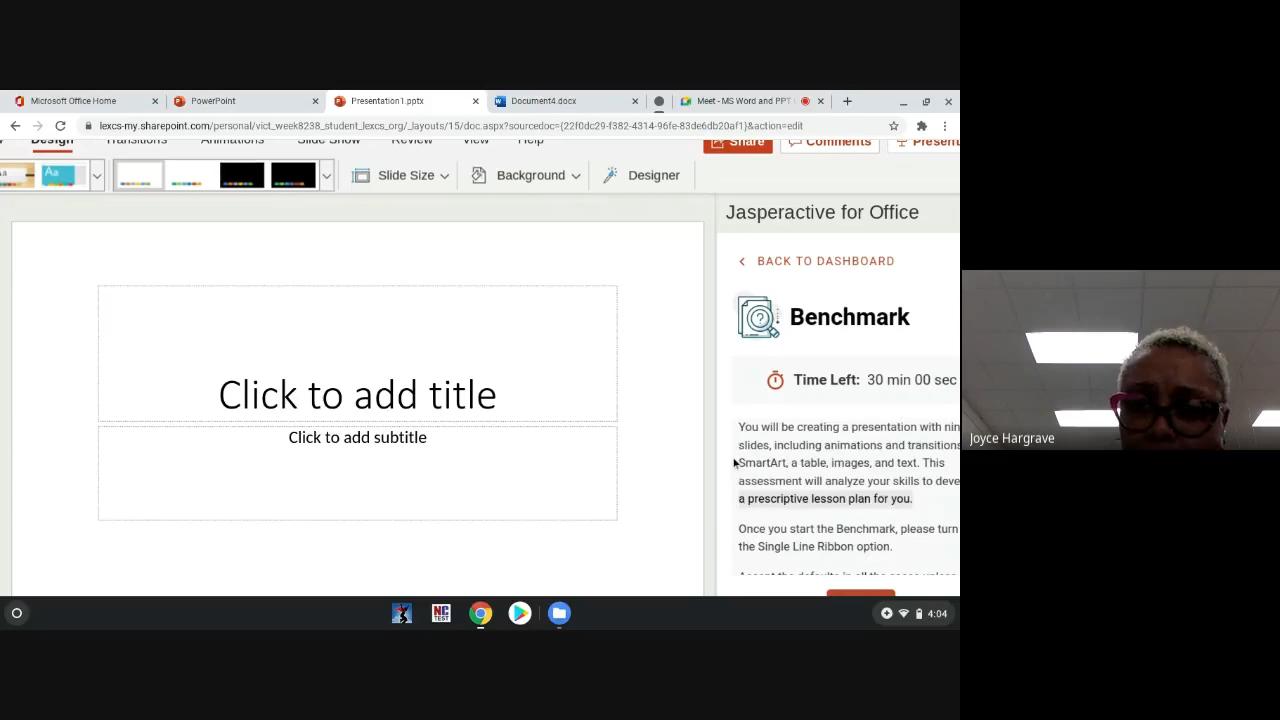 Microsoft Office Home
PowerPoint
Presentation1.pptx
Document4.docx
Meet - MS Word and PPT
lexcs-my.sharepoint.com/personal/vict_week8238_student_lexcs_org/_layouts/15/doc.aspx?sourcedoc={22f0dc29-f382-4314-96fe-83de6db20af1}&action=edit
Design Transitions Animations Slide Show Review View Help Share Comments Present
Aa Aa Slide Size Background Designer
Jasperactive for Office
BACK TO DASHBOARD
Benchmark
Time Left: 30 min 00 sec
You will be creating a presentation with nin
slides, including animations and transitions
SmartArt, a table, images, and text. This
assessment will analyze your skills to deve
a prescriptive lesson plan for you.
Once you start the Benchmark, please turn
the Single Line Ribbon option.
Click to add title
Click to add subtitle
Joyce Hargrave
NC
TEST
4:04